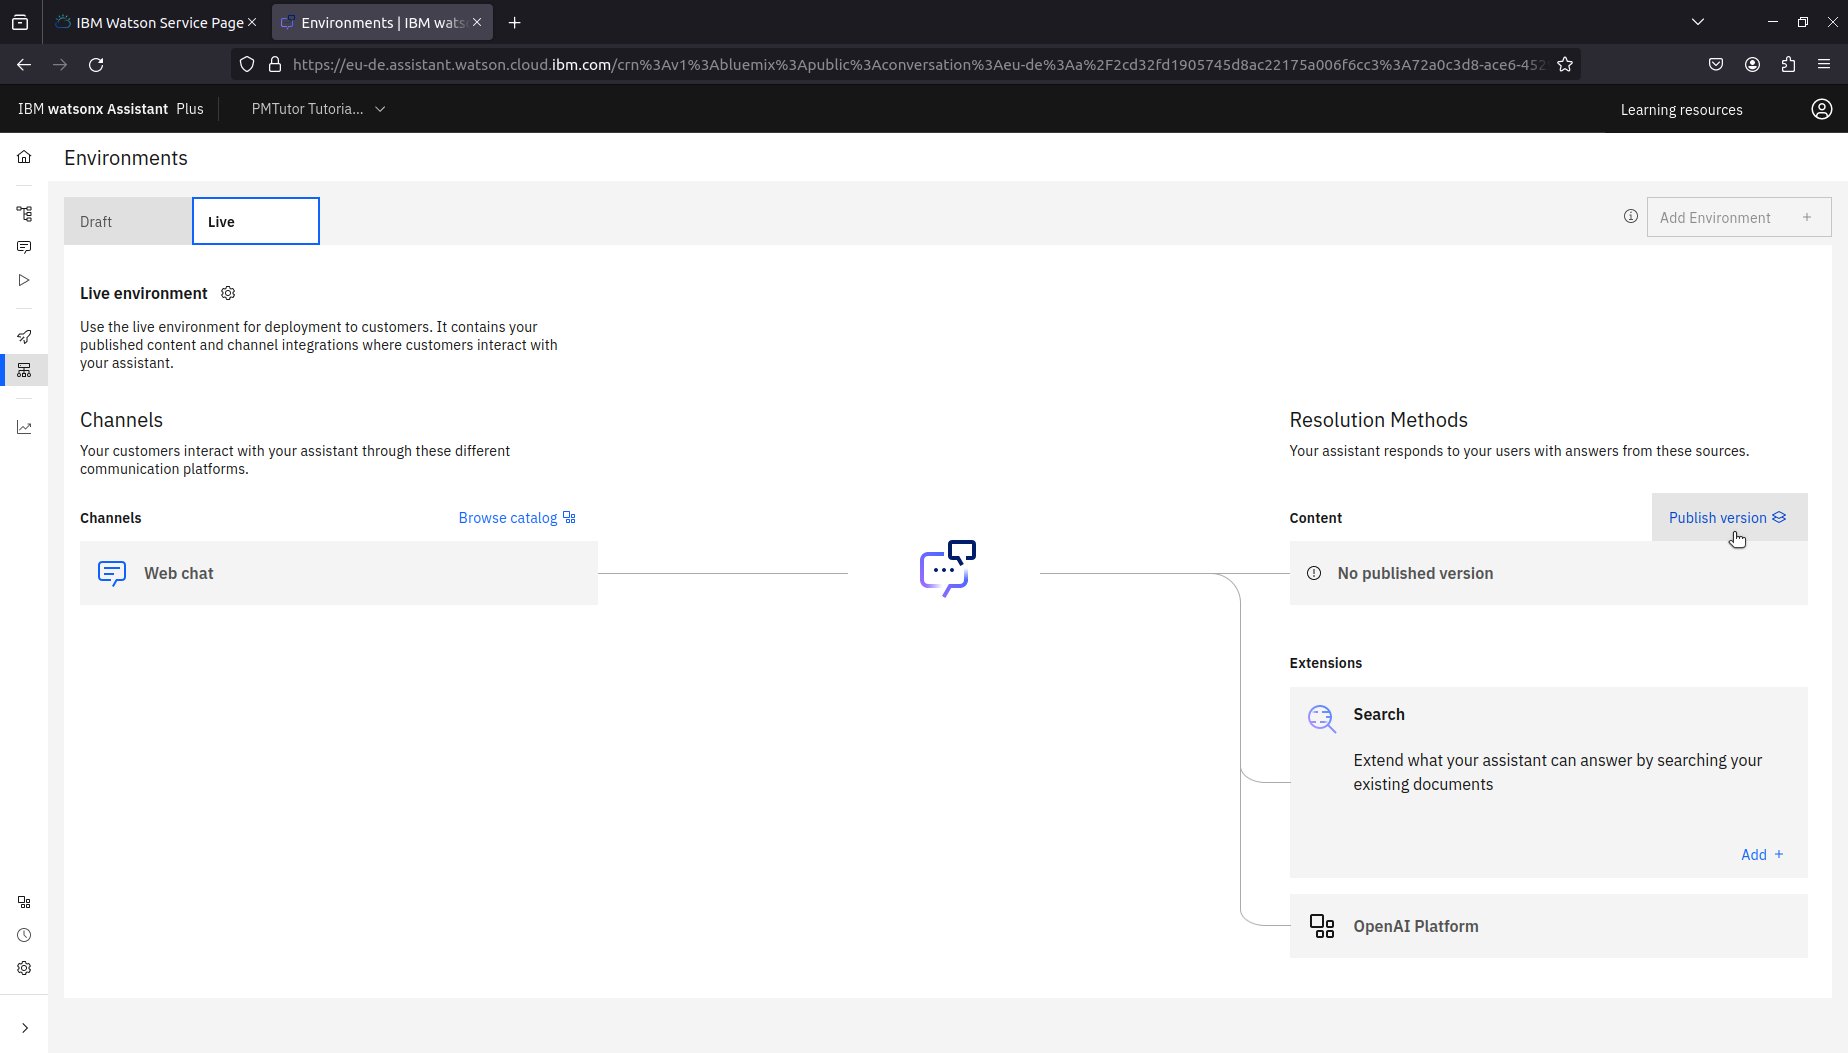 IBM Watson Service Page
Environments | IBM wats
https://eu-de.assistant.watson.cloud.ibm.com/crn%3Av1%3Abluemix%3Apublic%3Aconversation%3Aeu-de%3Aa%2F2cd32fd1905745d8ac22175a006f6cc3%3A72a0c3d8-ace6-452
IBM watsonx Assistant Plus
PMTutor Tutoria...
Learning resources
Environments
Draft
Live
Add Environment +
Live environment
Use the live environment for deployment to customers. It contains your
published content and channel integrations where customers interact with
your assistant.
Channels
Your customers interact with your assistant through these different
communication platforms.
Channels
Browse catalog
Web chat
Resolution Methods
Your assistant responds to your users with answers from these sources.
Content
Publish version
No published version
Extensions
Search
Extend what your assistant can answer by searching your
existing documents
Add +
OpenAI Platform